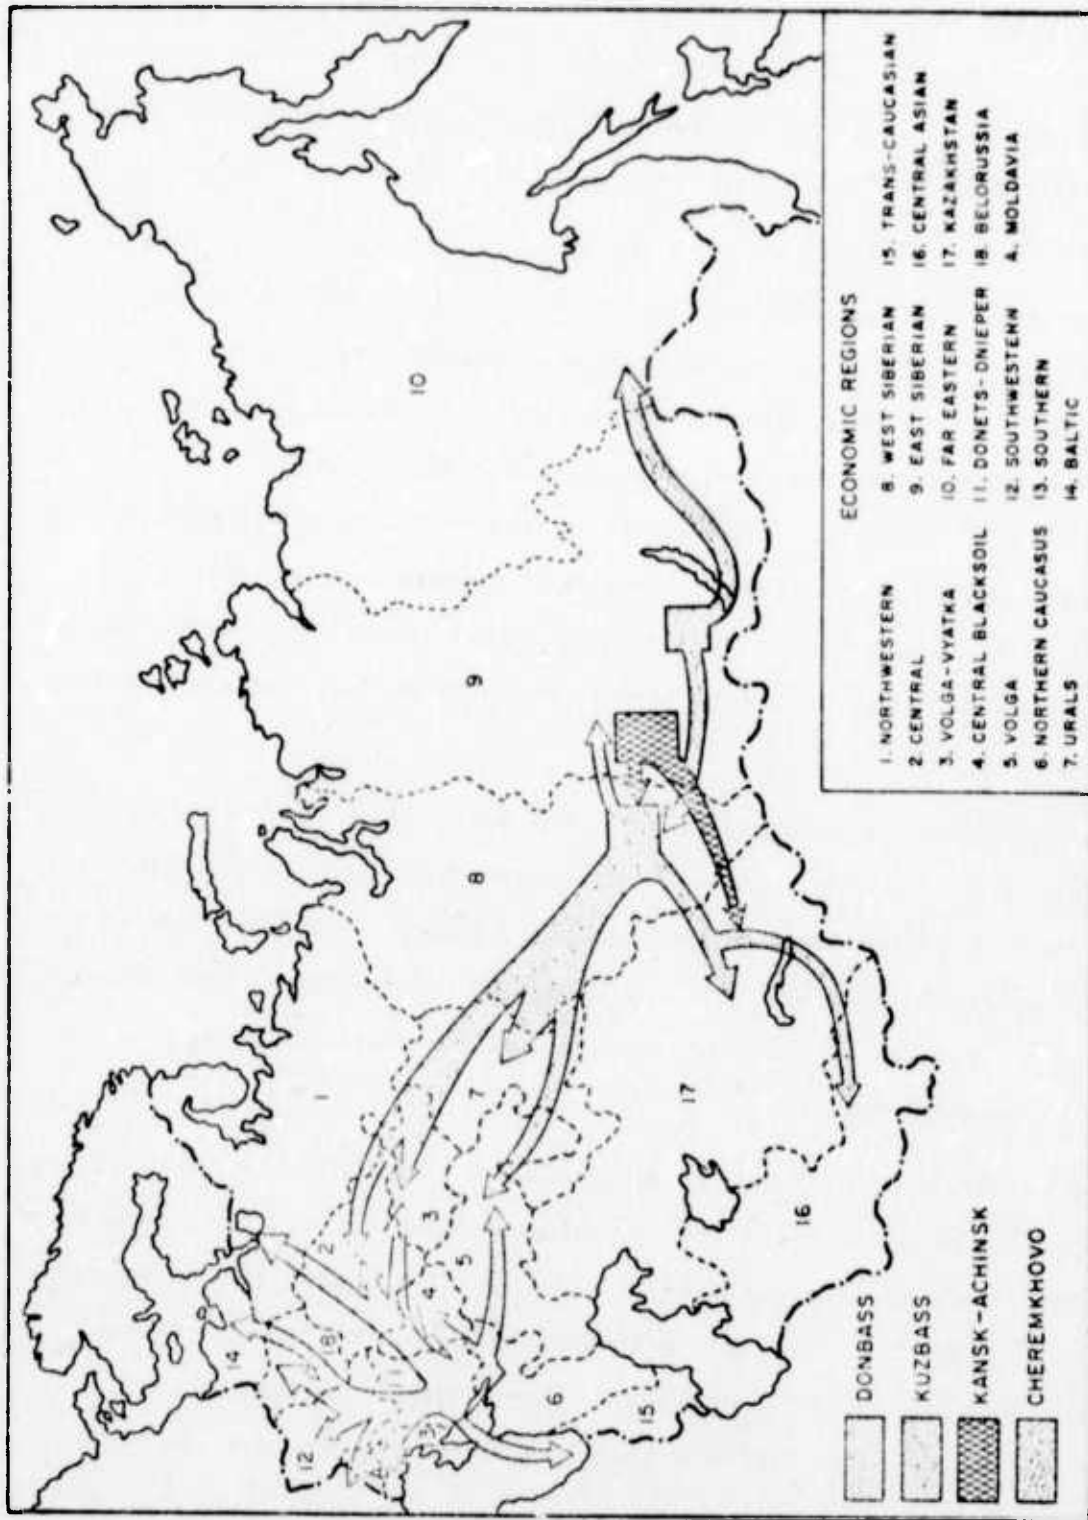 10
9
8
1
7
2
3
5
4
18
14
11
12
A
13
6
15
16
17
ECONOMIC REGIONS
1. NORTHWESTERN
2. CENTRAL
3. VOLGA-VYATKA
4. CENTRAL BLACKSOIL
5. VOLGA
6. NORTHERN CAUCASUS
7. URALS
8. WEST SIBERIAN
9. EAST SIBERIAN
10. FAR EASTERN
11. DONETS-DNIEPER
12. SOUTHWESTERN
13. SOUTHERN
14. BALTIC
15. TRANS-CAUCASIAN
16. CENTRAL ASIAN
17. KAZAKHSTAN
18. BELORUSSIA
A. MOLDAVIA
DONBASS
KUZBASS
KANSK-ACHINSK
CHEREMKHOVO